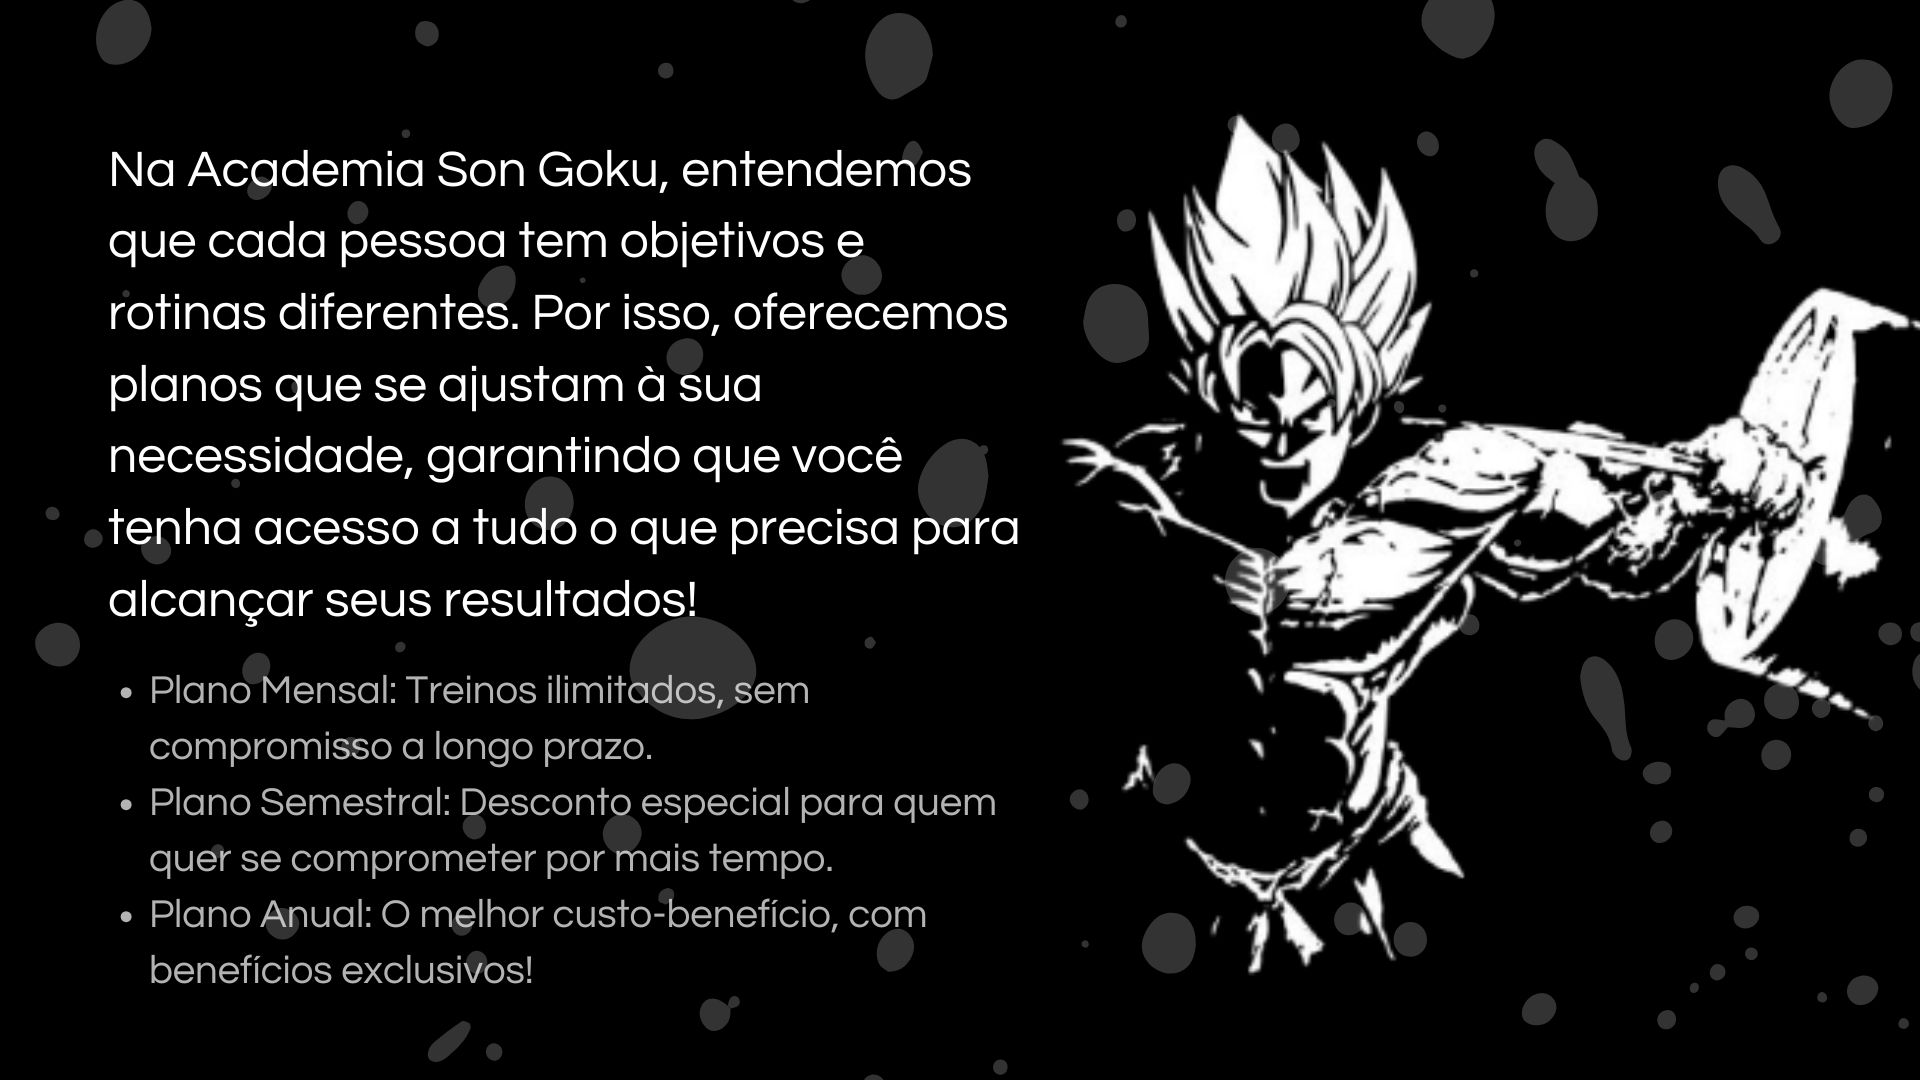 Na Academia Son Goku, entendemos
que cada pessoa tem objetivos e
rotinas diferentes. Por isso, oferecemos
planos que se ajustam à sua
necessidade, garantindo que você
tenha acesso a tudo o que precisa para
alcançar seus resultados!
• Plano Mensal: Treinos ilimitados, sem
compromisso a longo prazo.
• Plano Semestral: Desconto especial para quem
quer se comprometer por mais tempo.
• Plano Anual: O melhor custo-benefício, com
benefícios exclusivos!